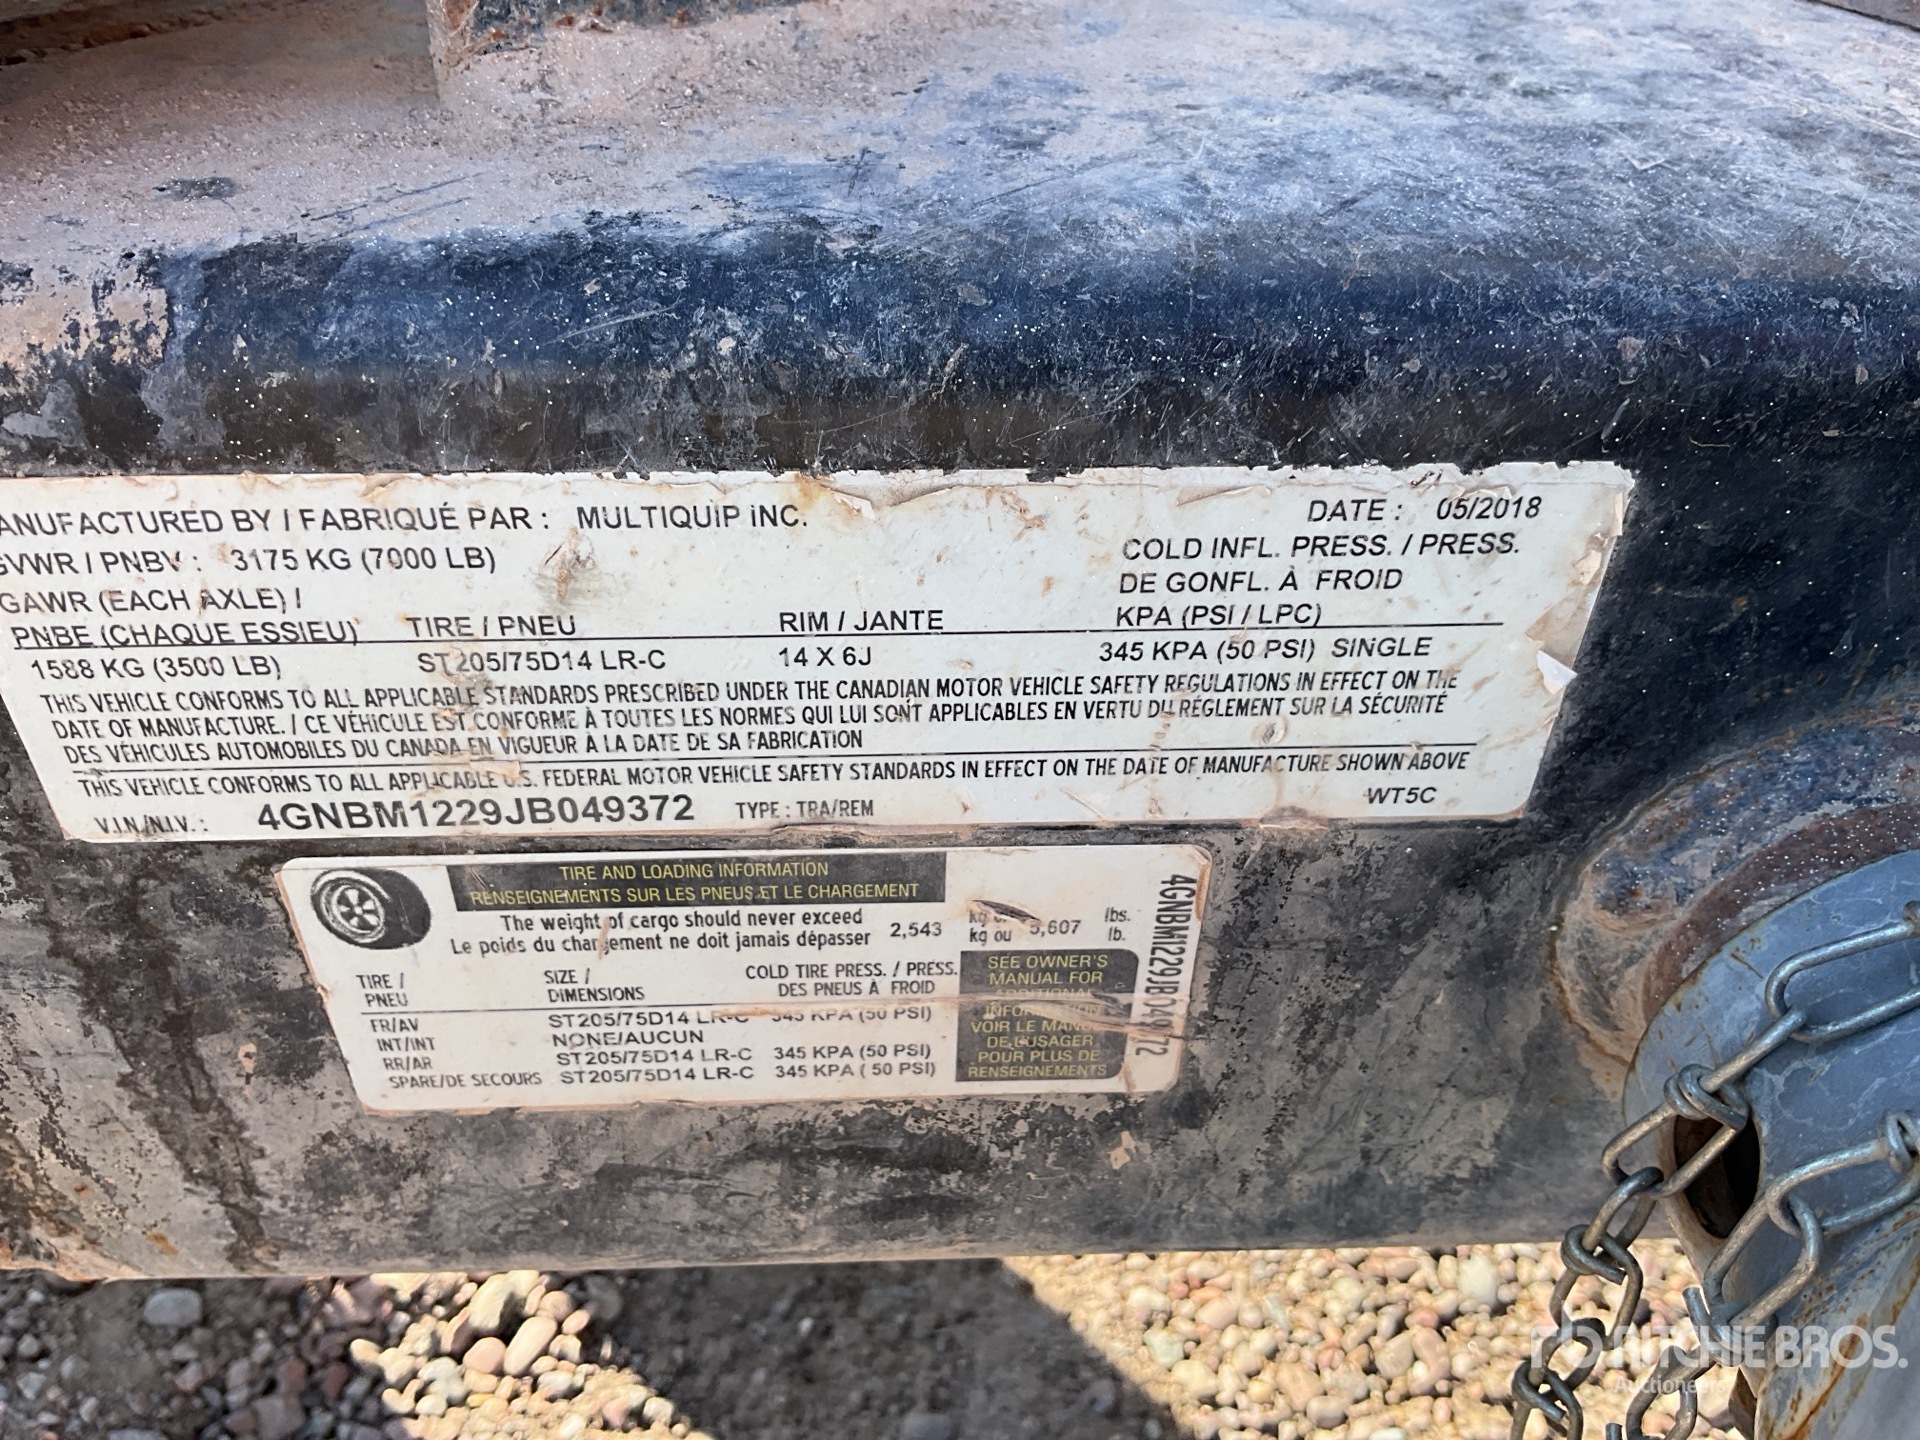 ANUFACTURED BY / FABRIQUÉ PAR : MULTIQUIP INC. DATE : 05/2018
GVWR / PNBV : 3175 KG (7000 LB) COLD INFL. PRESS. / PRESS.
DE GONFL. À FROID
GAWR (EACH AXLE) /
PNBE (CHAQUE ESSIEU) TIRE / PNEU RIM / JANTE KPA (PSI / LPC)
1588 KG (3500 LB) ST205/75D14 LR-C 14 X 6J 345 KPA (50 PSI) SINGLE
THIS VEHICLE CONFORMS TO ALL APPLICABLE STANDARDS PRESCRIBED UNDER THE CANADIAN MOTOR VEHICLE SAFETY REGULATIONS IN EFFECT ON THE
DATE OF MANUFACTURE. / CE VÉHICULE EST CONFORME À TOUTES LES NORMES QUI LUI SONT APPLICABLES EN VERTU DU RÉGLEMENT SUR LA SÉCURITÉ
DES VÉHICULES AUTOMOBILES DU CANADA EN VIGUEUR À LA DATE DE SA FABRICATION
THIS VEHICLE CONFORMS TO ALL APPLICABLE U.S. FEDERAL MOTOR VEHICLE SAFETY STANDARDS IN EFFECT ON THE DATE OF MANUFACTURE SHOWN ABOVE
V.I.N./N.I.V. : 4GNBM1229JB049372 TYPE : TRA/REM WT5C
TIRE AND LOADING INFORMATION
RENSEIGNEMENTS SUR LES PNEUS ET LE CHARGEMENT
The weight of cargo should never exceed
Le poids du chargement ne doit jamais dépasser 2,543 kg or
kg ou 5,607 lbs.
lb.
TIRE /
PNEU SIZE /
DIMENSIONS COLD TIRE PRESS. / PRESS.
DES PNEUS À FROID
FR/AV ST205/75D14 LR-C 345 KPA (50 PSI)
INT/INT NONE/AUCUN
RR/AR ST205/75D14 LR-C 345 KPA (50 PSI)
SPARE/DE SECOURS ST205/75D14 LR-C 345 KPA ( 50 PSI)
SEE OWNER'S
MANUAL FOR
ADDITIONAL
INFORMATION
VOIR LE MANUEL
DE L'USAGER
POUR PLUS DE
RENSEIGNEMENTS
4GNBM1229JB049372
RITCHIE BROS.
Auctioneers